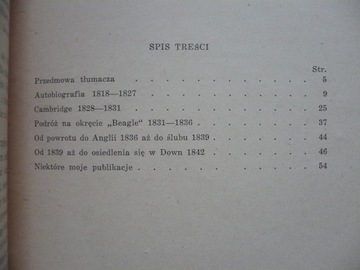 SPIS TREŚCI
Str.
Przedmowa tłumacza . . . . . . . . . . 5
Autobiografia 1818—1827 . . . . . . . . . 9
Cambridge 1828—1831 . . . . . . . . . 25
Podróż na okręcie „Beagle" 1831—1836 . . . . . . 37
Od powrotu do Anglii 1836 aż do ślubu 1839 . . . . . 44
Od 1839 aż do osiedlenia się w Down 1842 . . . . . 46
Niektóre moje publikacje . . . . . . . . . 54